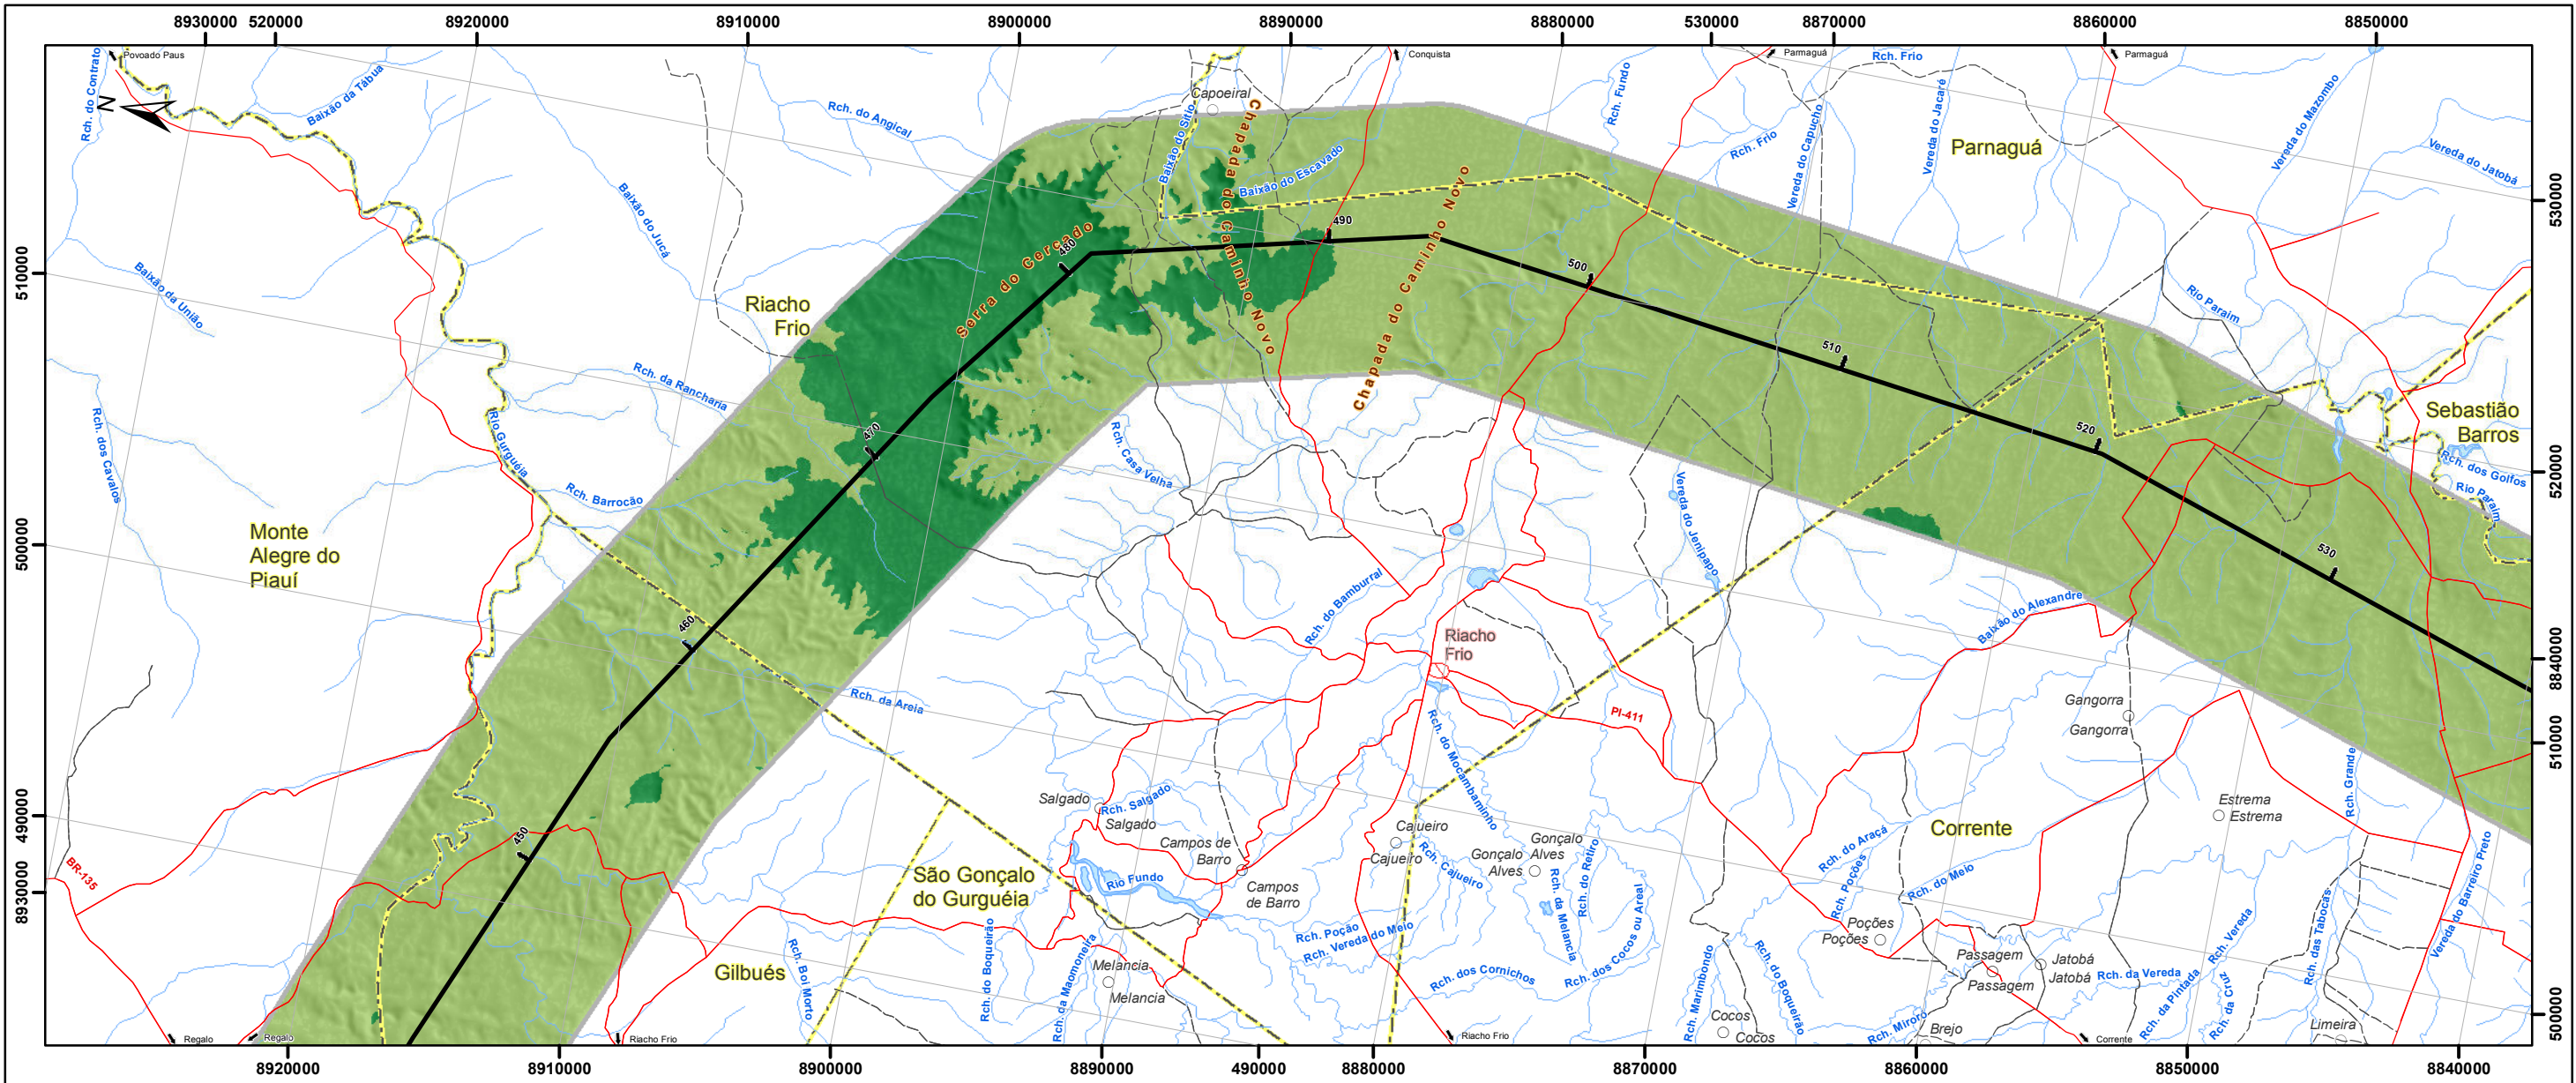 8930000 520000 8920000 8910000 8900000 8890000 8880000 530000 8870000 8860000 8850000
Povoado Paus
Conquista
Parmaguá
Parmaguá
Rch. do Contrato
N
Baixão da Tábua
Rch. do Angical
Capoeiral
Baixão do Sítio
Baixão do Escavado
Chapada do Caminho Novo
Rch. Fundo
Rch. Frio
Rch. Frio
Vereda do Capucho
Vereda do Jacaré
Parnaguá
Vereda do Mazombo
Vereda do Jatobá
530000
Baixão do Jucá
Baixão da União
510000
Riacho
Frio
Serra do Cercado
480
490
Chapada do Caminho Novo
500
510
Rio Paraim
Rch. da Rancharia
Rch. dos Cavalos
Rio Gurguéia
470
Rch. Casa Velha
520
Sebastião
Barros
Rch. dos Golfos
Rio Paraim
520000
Rch. Barrocão
Vereda do Jenipapo
Monte
Alegre do
Piauí
500000
530
Rch. do Bamburral
Baixão do Alexandre
460
Riacho
Frio
8840000
Rch. da Areia
Gangorra
Gangorra
PI-411
Rch. do Mocambaminho
510000
Rch. Grande
490000
Salgado
Rch. Salgado
Salgado
Estrema
Estrema
450
Campos de
Barro
Campos
de Barro
Cajueiro
Cajueiro
Rch. Cajueiro
Gonçalo
Alves
Gonçalo
Alves
Rch. do Retiro
Rch. da Melancia
Corrente
Rch. do Araçá
Rch. Poções
Rch. do Meio
Vereda do Barreiro Preto
BR-135
8930000
São Gonçalo
do Gurguéia
Rio Fundo
Rch. Poção
Rch. Vereda do Meio
Rch. dos Cocos ou Areal
Poções
Poções
Rch. Vereda
Rch. das Tabocas
Gilbués
Rch. Boi Morto
Rch. do Boqueirão
Rch. da Mamoneira
Melancia
Melancia
Rch. dos Cornichos
Rch. Marimbondo
Rch. do Boqueirão
Passagem
Passagem
Jatobá
Jatobá
Rch. da Vereda
Rch. da Pintada
Rch. da Cruz
500000
Cocos
Cocos
Rch. Miroro
Brejo
Limeira
Regalo
Regalo
Riacho Frio
Riacho Frio
Corrente
8920000 8910000 8900000 8890000 490000 8880000 8870000 8860000 8850000 8840000